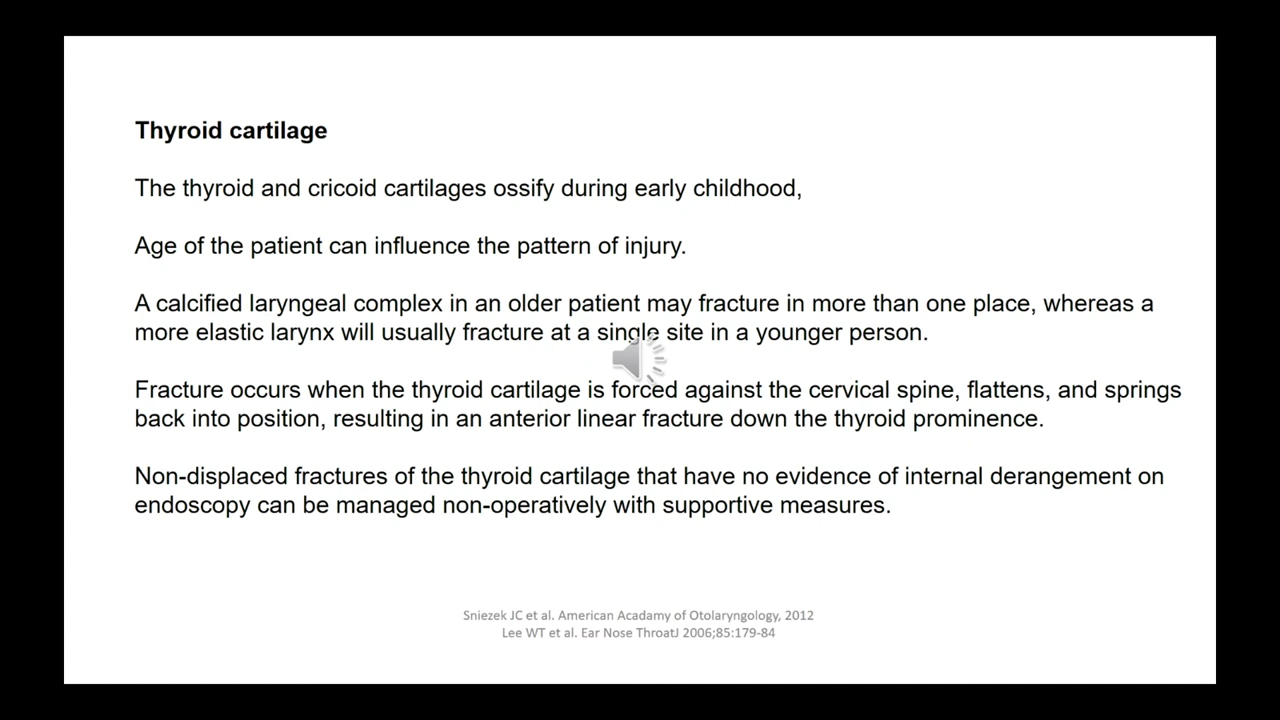 Thyroid cartilage
The thyroid and cricoid cartilages ossify during early childhood,
Age of the patient can influence the pattern of injury.
A calcified laryngeal complex in an older patient may fracture in more than one place, whereas a
more elastic larynx will usually fracture at a single site in a younger person.
Fracture occurs when the thyroid cartilage is forced against the cervical spine, flattens, and springs
back into position, resulting in an anterior linear fracture down the thyroid prominence.
Non-displaced fractures of the thyroid cartilage that have no evidence of internal derangement on
endoscopy can be managed non-operatively with supportive measures.
Sniezek JC et al. American Acadamy of Otolaryngology, 2012
Lee WT et al. Ear Nose ThroatJ 2006;85:179-84